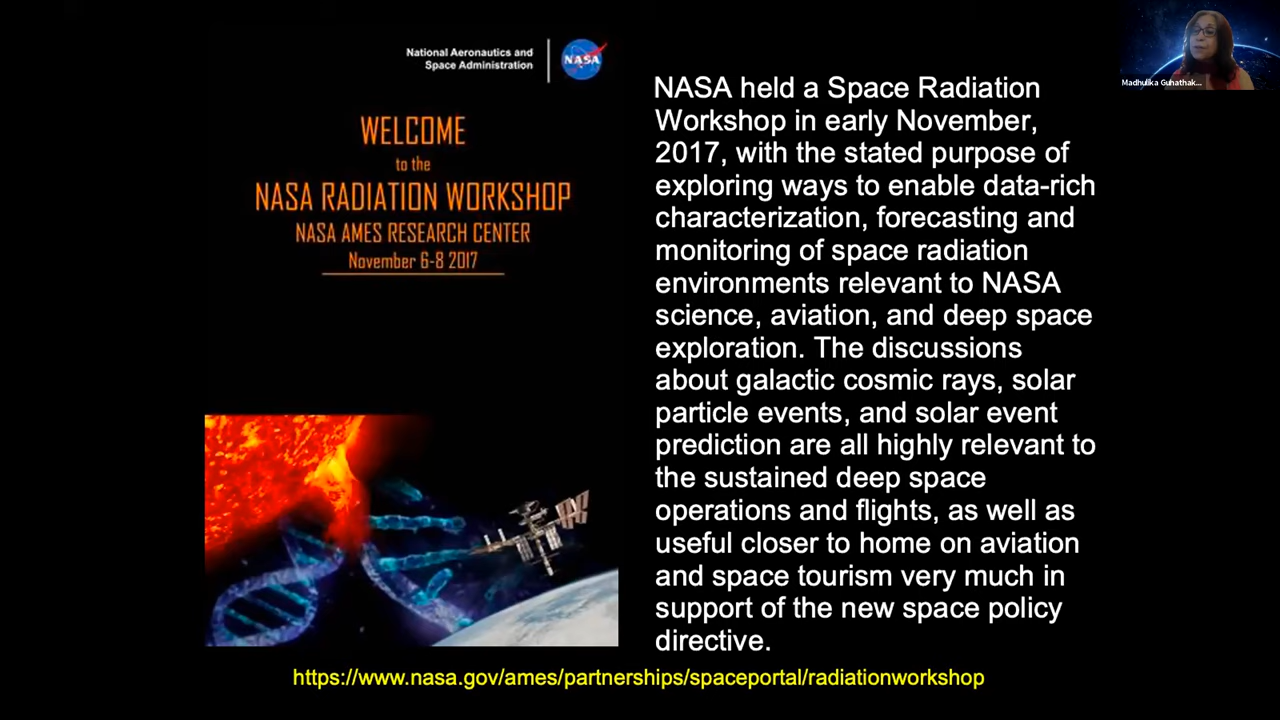 National Aeronautics and
Space Administration
NASA
WELCOME
to the
NASA RADIATION WORKSHOP
NASA AMES RESEARCH CENTER
November 6-8 2017
NASA held a Space Radiation
Workshop in early November,
2017, with the stated purpose of
exploring ways to enable data-rich
characterization, forecasting and
monitoring of space radiation
environments relevant to NASA
science, aviation, and deep space
exploration. The discussions
about galactic cosmic rays, solar
particle events, and solar event
prediction are all highly relevant to
the sustained deep space
operations and flights, as well as
useful closer to home on aviation
and space tourism very much in
support of the new space policy
directive.
https://www.nasa.gov/ames/partnerships/spaceportal/radiationworkshop
Madhulika Guhathak...